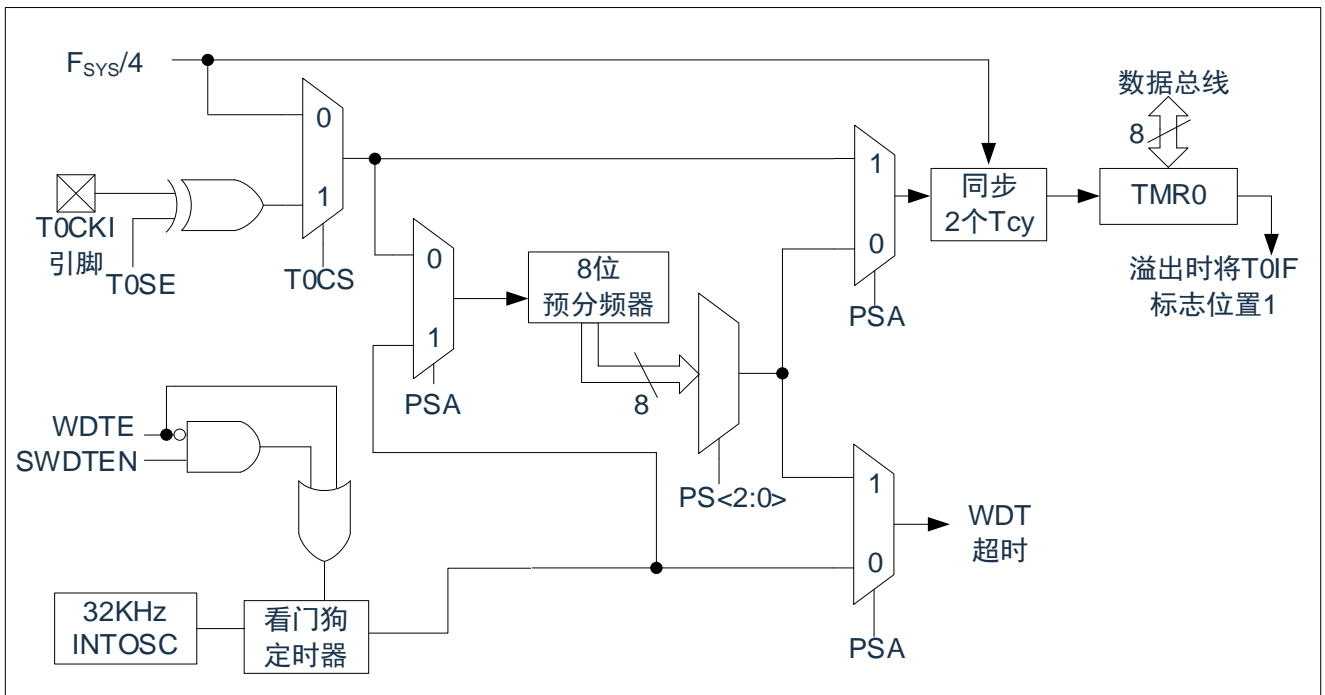 FSYS/4
数据总线
8
0
1
T0CKI
引脚
T0SE
T0CS
0
1
PSA
8位
预分频器
8
PS<2:0>
1
0
PSA
同步
2个Tcy
TMR0
溢出时将T0IF
标志位置1
WDTE
SWDTEN
32KHz
INTOSC
看门狗
定时器
1
0
PSA
WDT
超时